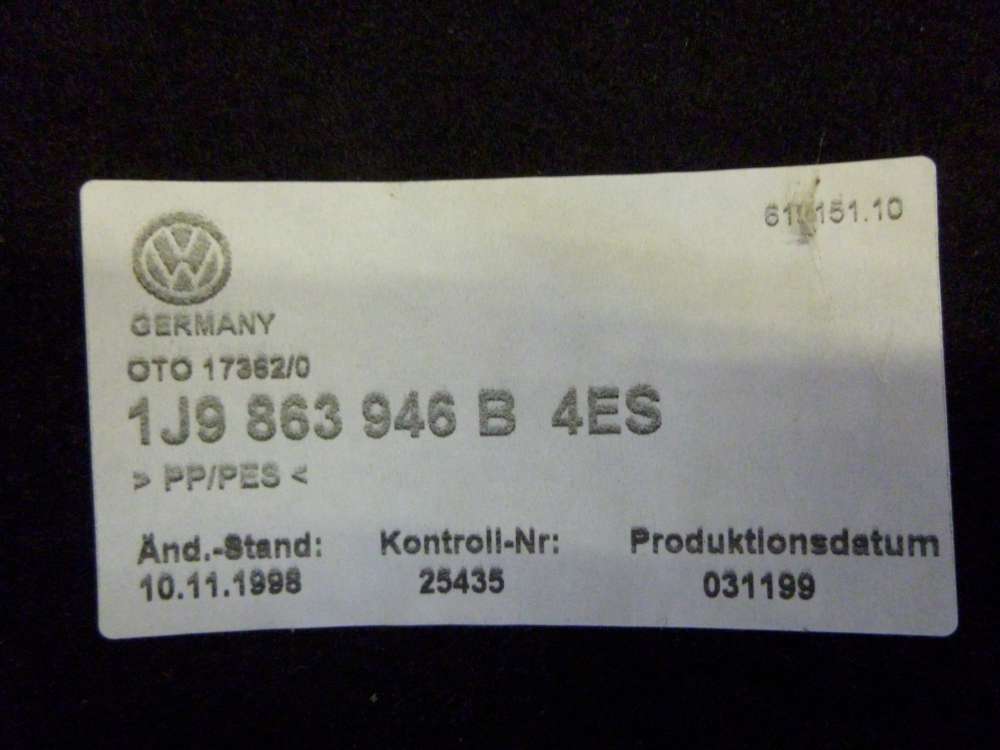 GERMANY
OTO 17362/0
1J9 863 946 B 4ES
> PP/PES <
Änd.-Stand: Kontroll-Nr: Produktionsdatum
10.11.1998 25435 031199